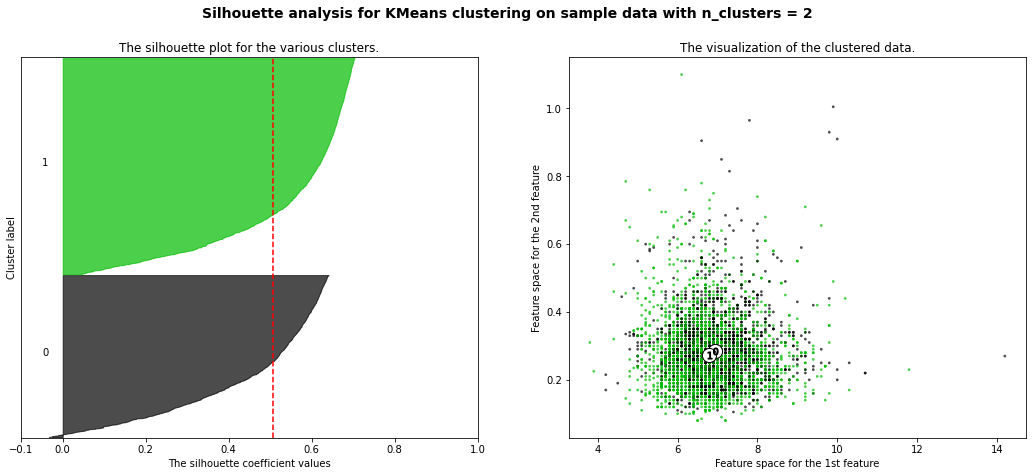 Silhouette analysis for KMeans clustering on sample data with n_clusters = 2
The silhouette plot for the various clusters.
1
0
Cluster label
−0.1 0.0 0.2 0.4 0.6 0.8 1.0
The silhouette coefficient values
The visualization of the clustered data.
1.0
0.8
0.6
0.4
0.2
Feature space for the 2nd feature
0
1
4 6 8 10 12 14
Feature space for the 1st feature